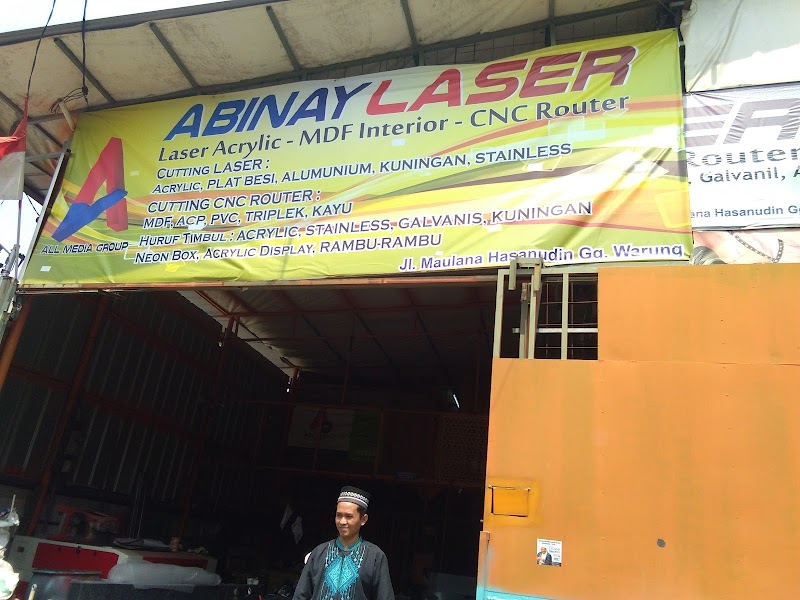 ABINAY LASER
Laser Acrylic - MDF Interior - CNC Router
CUTTING LASER :
ACRYLIC, PLAT BESI, ALUMUNIUM, KUNINGAN, STAINLESS
CUTTING CNC ROUTER :
MDF, ACP, PVC, TRIPLEK, KAYU
HURUF TIMBUL : ACRYLIC, STAINLESS, GALVANIS, KUNINGAN
NEON BOX, ACRYLIC DISPLAY, RAMBU-RAMBU
ALL MEDIA GROUP
Jl. Maulana Hasanudin Gg. Warung
ER
Router
, Galvanil, A
ana Hasanudin Gg